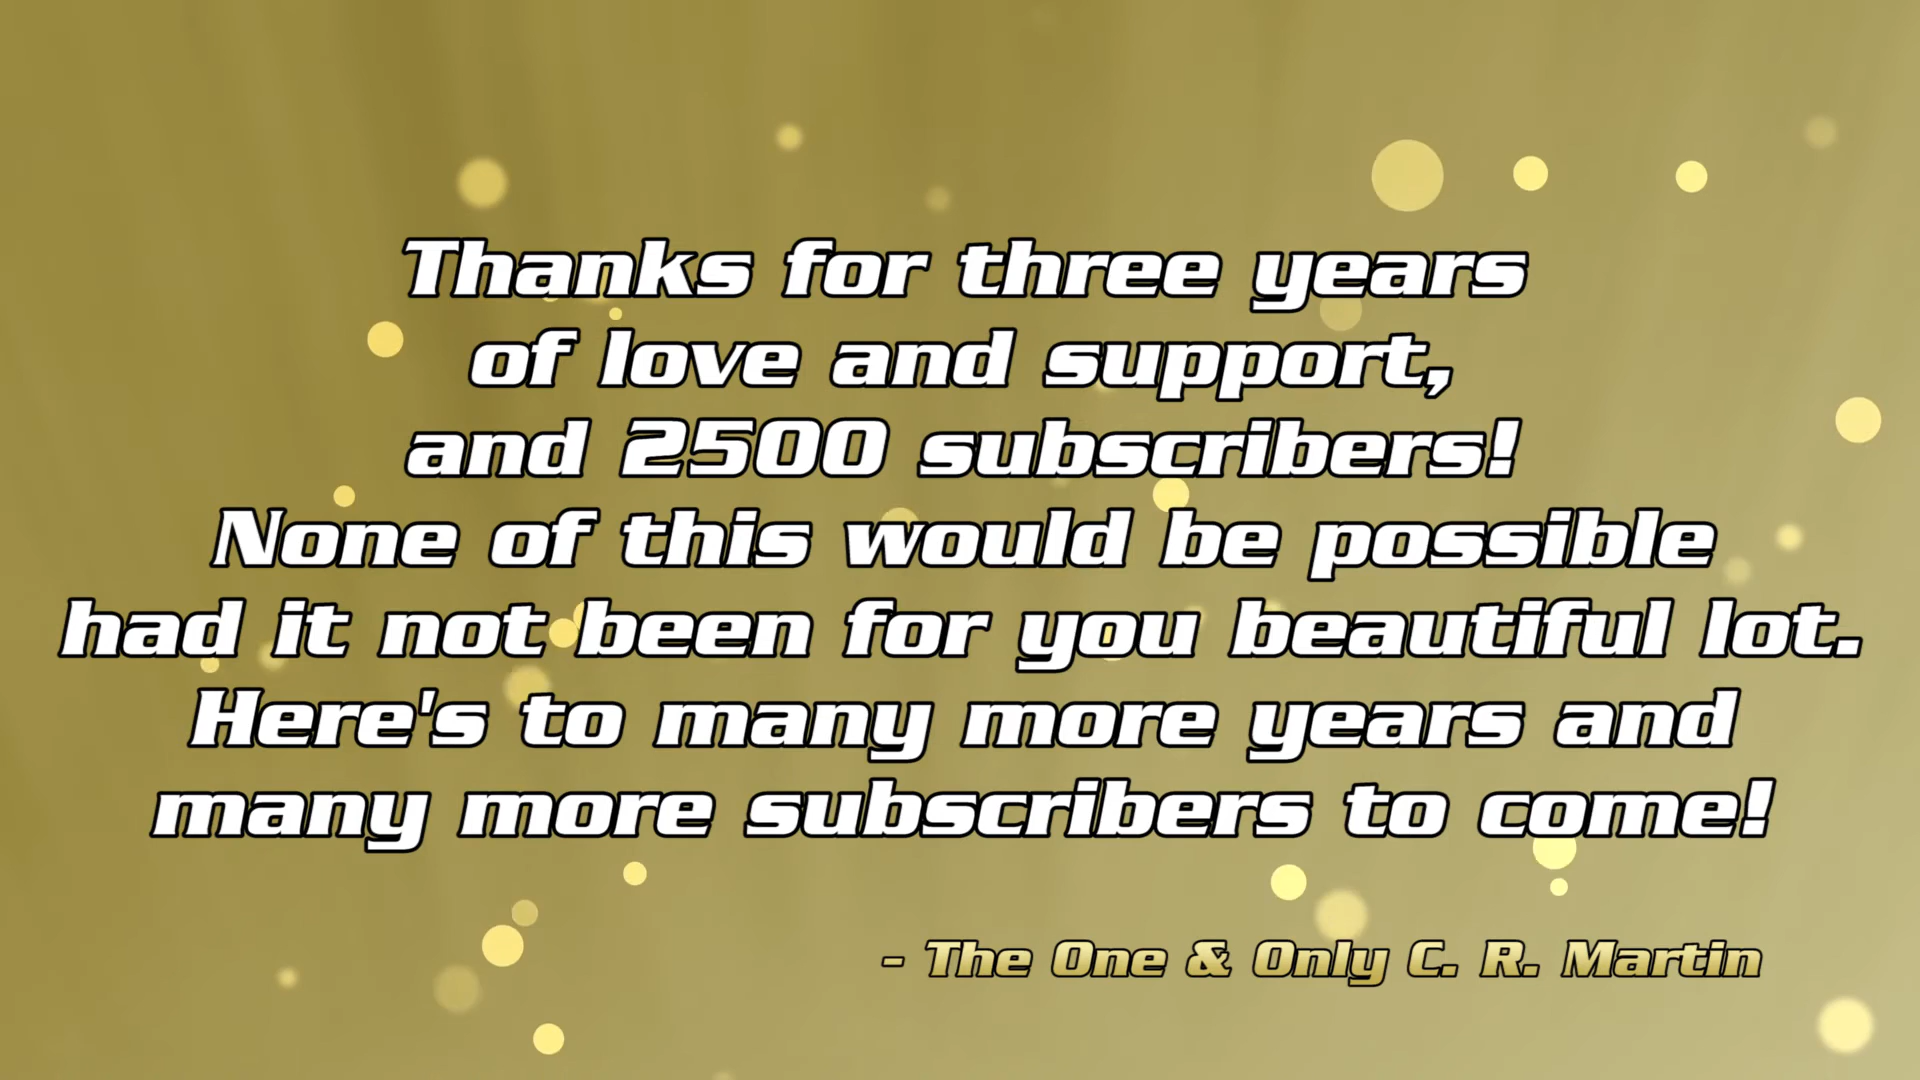 Thanks for three years
of love and support,
and 2500 subscribers!
None of this would be possible
had it not been for you beautiful lot.
Here's to many more years and
many more subscribers to come!
- The One & Only C. R. Martin